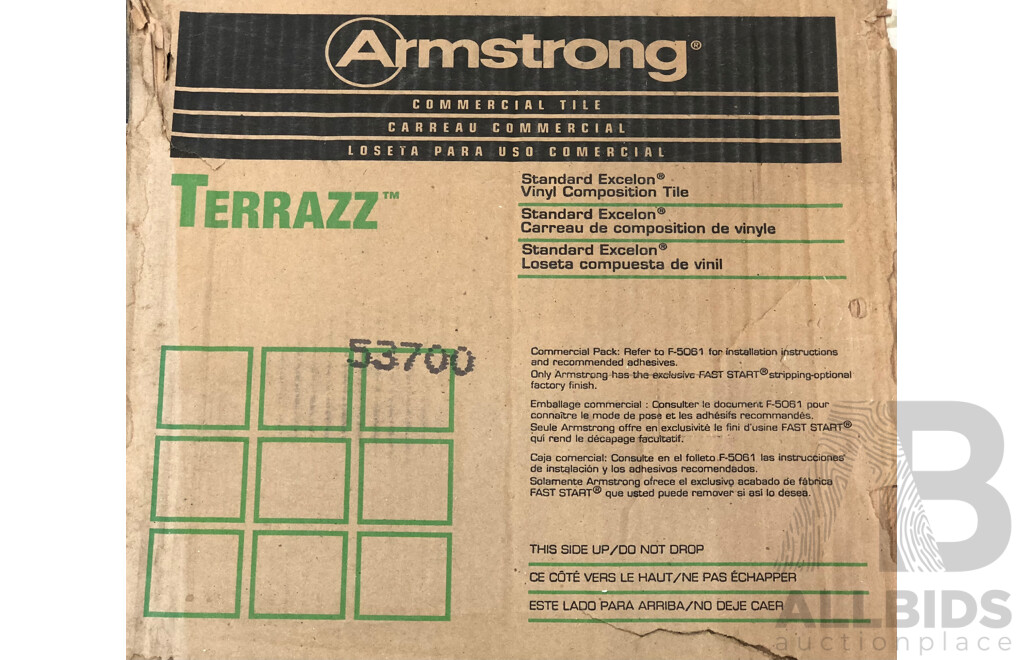 Armstrong®
COMMERCIAL TILE
CARREAU COMMERCIAL
LOSETA PARA USO COMERCIAL
TERRAZZ™
Standard Excelon®
Vinyl Composition Tile
Standard Excelon®
Carreau de composition de vinyle
Standard Excelon®
Loseta compuesta de vinil
53700
Commercial Pack: Refer to F-5061 for installation instructions
and recommended adhesives.
Only Armstrong has the exclusive FAST START® stripping-optional
factory finish.
Emballage commercial : Consulter le document F-5061 pour
connaître le mode de pose et les adhésifs recommandés.
Seule Armstrong offre en exclusivité le fini d'usine FAST START®
qui rend le décapage facultatif.
Caja comercial: Consulte en el folleto F-5061 las instrucciones
de instalación y los adhesivos recomendados.
Solamente Armstrong ofrece el exclusivo acabado de fábrica
FAST START® que usted puede remover si asi lo desea.
THIS SIDE UP/DO NOT DROP
CE CÔTÉ VERS LE HAUT/NE PAS ÉCHAPPER
ESTE LADO PARA ARRIBA/NO DEJE CAER
AB
ALLBIDS
auctionplace